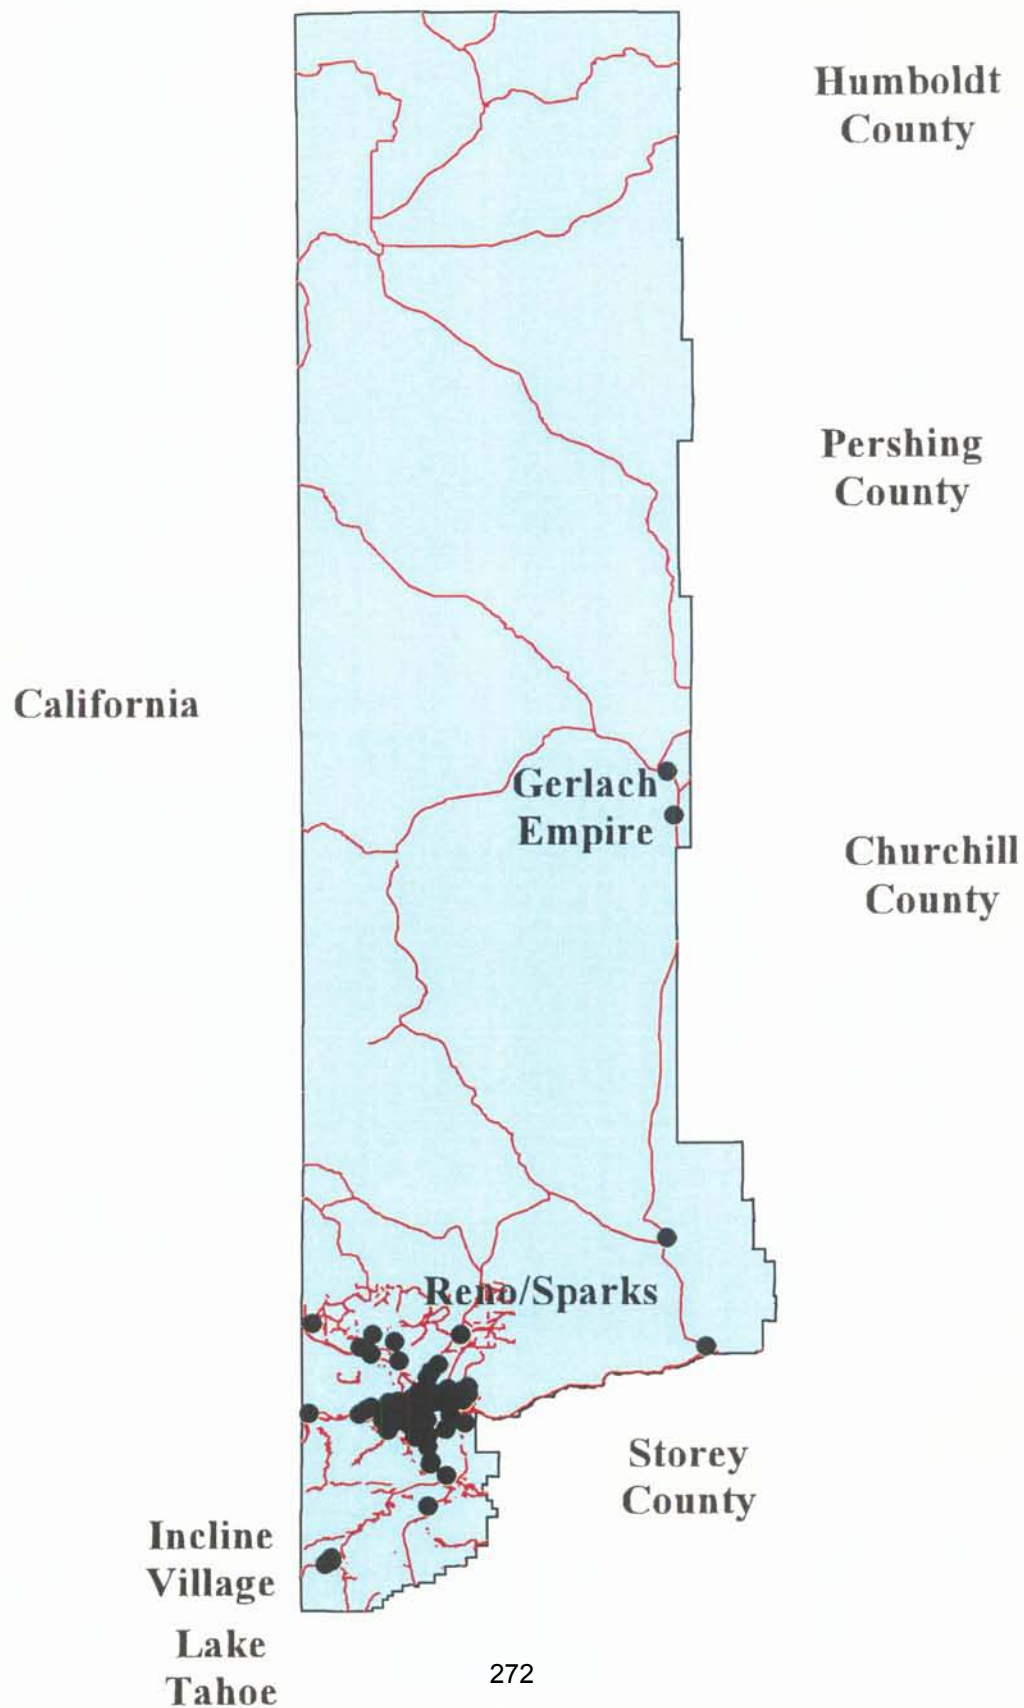 Humboldt
County
Pershing
County
California
Gerlach
Empire
Churchill
County
Reno/Sparks
Storey
County
Incline
Village
Lake
Tahoe
272